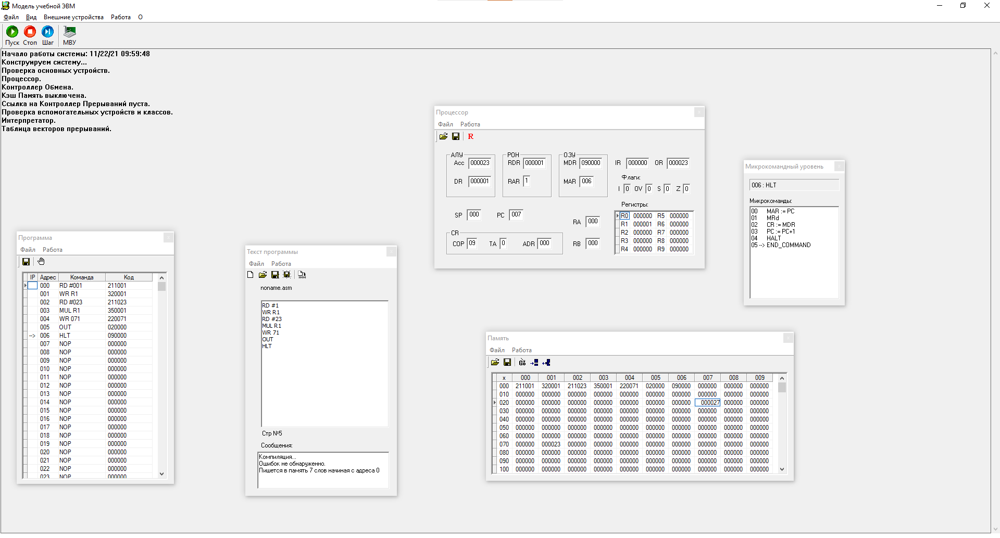 Модель учебной ЭВМ
Файл Вид Внешние устройства Работа О
Пуск Стоп Шаг МВУ
Начало работы системы: 11/22/21 09:59:48
Конструируем систему...
Проверка основных устройств.
Процессор.
Контроллер Обмена.
Кэш Память выключена.
Ссылка на Контроллер Прерываний пуста.
Проверка вспомогательных устройств и классов.
Интерпретатор.
Таблица векторов прерываний.
Процессор
Файл Работа
R
АЛУ РОН ОЗУ
Acc 000023 RDR 000001 MDR 090000 IR 000000 OR 000023
DR 000001 RAR 1 MAR 006
Флаги:
I 0 OV 0 S 0 Z 0
Регистры:
SP 000 PC 007 RA 000
CR
COP 09 TA 0 ADR 000 RB 000
R0 000000 R5 000000
R1 000001 R6 000000
R2 000000 R7 000000
R3 000000 R8 000000
R4 000000 R9 000000
Микрокомандный уровень
006 : HLT
Микрокоманды:
00 MAR := PC
01 MRd
02 CR := MDR
03 PC := PC+1
04 HALT
05 --> END_COMMAND
Программа
Файл Работа
IP Адрес Команда Код
000 RD #001 211001
001 WR R1 320001
002 RD #023 211023
003 MUL R1 350001
004 WR 071 220071
005 OUT 020000
--> 006 HLT 090000
007 NOP 000000
008 NOP 000000
009 NOP 000000
010 NOP 000000
011 NOP 000000
012 NOP 000000
013 NOP 000000
014 NOP 000000
015 NOP 000000
016 NOP 000000
017 NOP 000000
018 NOP 000000
019 NOP 000000
020 NOP 000000
021 NOP 000000
022 NOP 000000
023 NOP 000000
Текст программы
Файл Работа
noname.asm
RD #1
WR R1
RD #23
MUL R1
WR 71
OUT
HLT
Стр №5
Сообщения:
Компиляция...
Ошибок не обнаруженно.
Пишется в память 7 слов начиная с адреса 0
Память
Файл Работа
Go
x 000 001 002 003 004 005 006 007 008 009
000 211001 320001 211023 350001 220071 020000 090000 000000 000000 000000
010 000000 000000 000000 000000 000000 000000 000000 000000 000000 000000
020 000000 000000 000000 000000 000000 000000 000000 000027 000000 000000
030 000000 000000 000000 000000 000000 000000 000000 000000 000000 000000
040 000000 000000 000000 000000 000000 000000 000000 000000 000000 000000
050 000000 000000 000000 000000 000000 000000 000000 000000 000000 000000
060 000000 000000 000000 000000 000000 000000 000000 000000 000000 000000
070 000000 000023 000000 000000 000000 000000 000000 000000 000000 000000
080 000000 000000 000000 000000 000000 000000 000000 000000 000000 000000
090 000000 000000 000000 000000 000000 000000 000000 000000 000000 000000
100 000000 000000 000000 000000 000000 000000 000000 000000 000000 000000